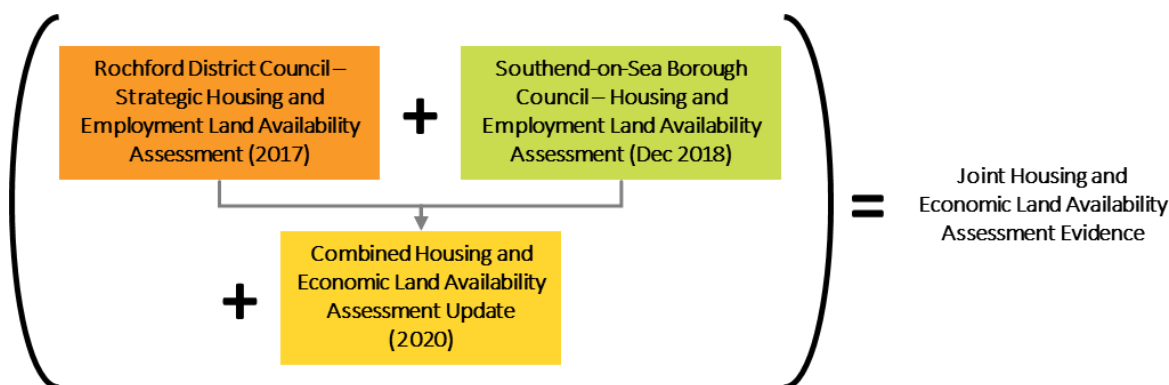 Rochford District Council –
Strategic Housing and
Employment Land Availability
Assessment (2017)
+
Southend-on-Sea Borough
Council – Housing and
Employment Land Availability
Assessment (Dec 2018)
+
Combined Housing and
Economic Land Availability
Assessment Update
(2020)
=
Joint Housing and
Economic Land Availability
Assessment Evidence